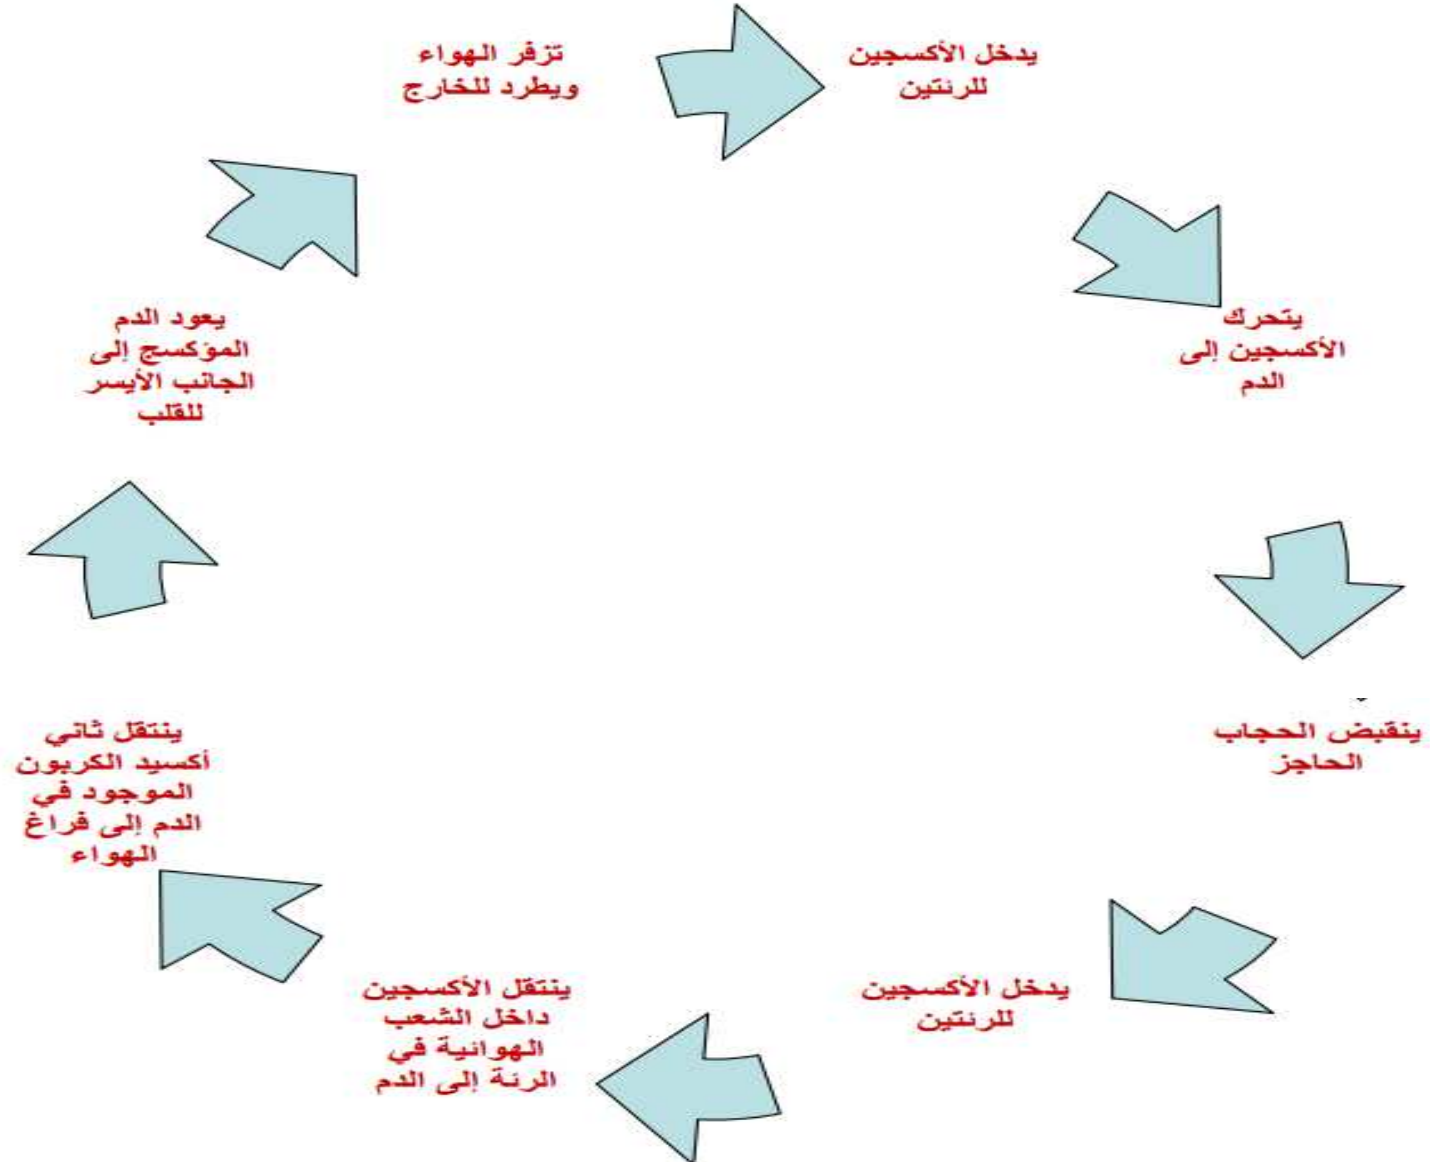 يدخل الأكسجين
للرئتين
يتحرك
الأكسجين إلى
الدم
ينقبض الحجاب
الحاجز
يدخل الأكسجين
للرئتين
ينتقل الأكسجين
داخل الشعب
الهوائية في
الرئة إلى الدم
ينتقل ثاني
أكسيد الكربون
الموجود في
الدم إلى فراغ
الهواء
يعود الدم
المؤكسج إلى
الجانب الأيسر
للقلب
تزفر الهواء
ويطرد للخارج